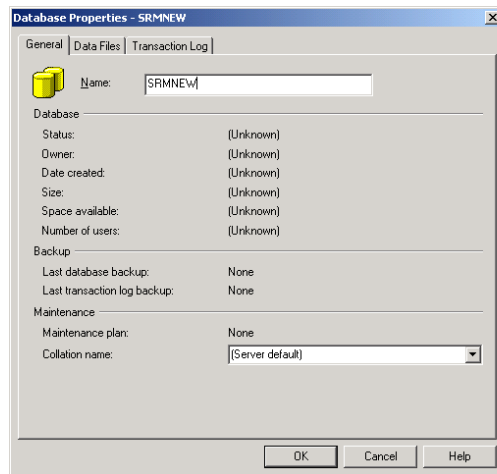 Database Properties - SRMNEW
General Data Files Transaction Log
Name: SRMNEW
Database
Status: (Unknown)
Owner: (Unknown)
Date created: (Unknown)
Size: (Unknown)
Space available: (Unknown)
Number of users: (Unknown)
Backup
Last database backup: None
Last transaction log backup: None
Maintenance
Maintenance plan: None
Collation name: (Server default)
OK Cancel Help